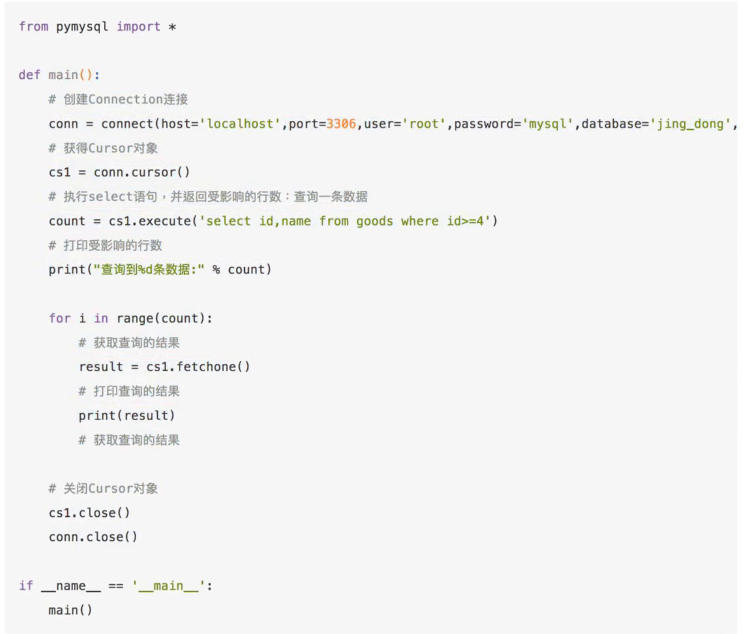 from pymysql import *
def main():
# 创建Connection连接
conn = connect(host='localhost',port=3306,user='root',password='mysql',database='jing_dong',
# 获得Cursor对象
cs1 = conn.cursor()
# 执行select语句，并返回受影响的行数：查询一条数据
count = cs1.execute('select id,name from goods where id>=4')
# 打印受影响的行数
print("查询到%d条数据:" % count)
for i in range(count):
# 获取查询的结果
result = cs1.fetchone()
# 打印查询的结果
print(result)
# 获取查询的结果
# 关闭Cursor对象
cs1.close()
conn.close()
if __name__ == '__main__':
main()